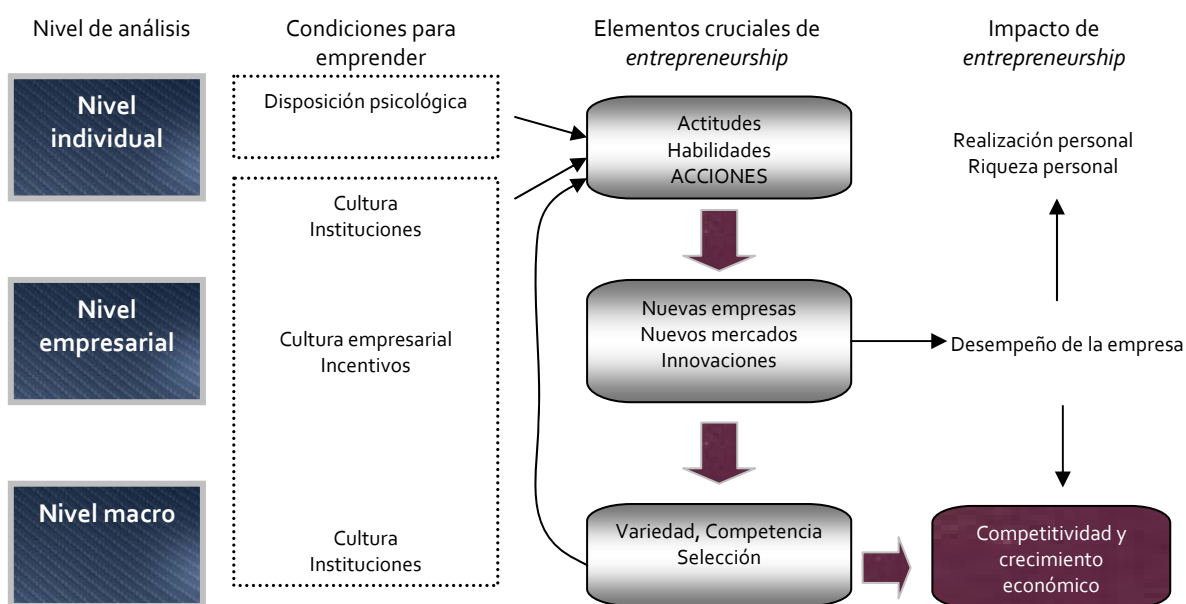 Nivel de análisis
Condiciones para
emprender
Elementos cruciales de
entrepreneurship
Impacto de
entrepreneurship
Nivel
individual
Disposición psicológica
Cultura
Instituciones
Actitudes
Habilidades
ACCIONES
Realización personal
Riqueza personal
Nivel
empresarial
Cultura empresarial
Incentivos
Nuevas empresas
Nuevos mercados
Innovaciones
Desempeño de la empresa
Nivel macro
Cultura
Instituciones
Variedad, Competencia
Selección
Competitividad y
crecimiento
económico